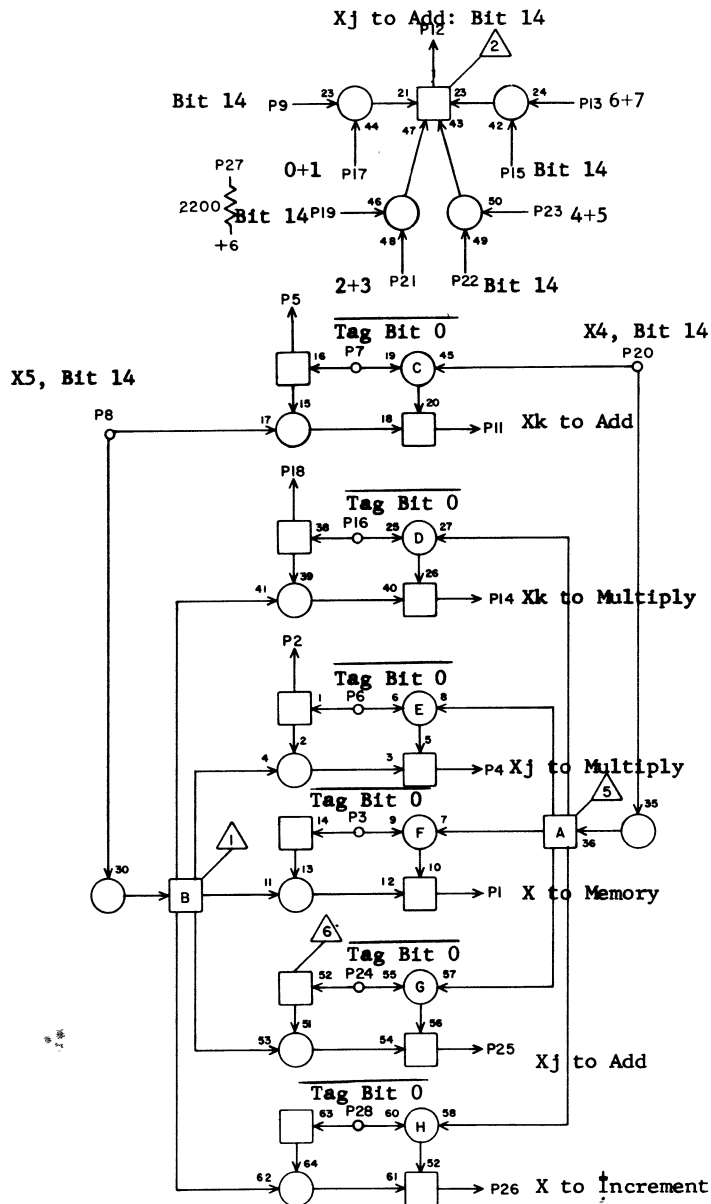 Xj to Add: Bit 14
P12
2
Bit 14 P9 23 21 23 24 P13 6+7
44 47 43 42
P27 0+1 P17 P15 Bit 14
2200 Bit 14 P19 46 50 P23 4+5
+6 48 49
2+3 P21 P22 Bit 14
P5
Tag Bit 0 X4, Bit 14
16 P7 19 C 45 P20
X5, Bit 14
P8 15 20
17 18 P11 Xk to Add
P18
Tag Bit 0
38 P16 25 D 27
39 26
41 40 P14 Xk to Multiply
P2
Tag Bit 0
1 P6 6 E 8
2 5
4 3 P4 Xj to Multiply
Tag Bit 0 5
14 P3 9 F 7 A 36 35
1
30 B 13 10
11 12 P1 X to Memory
6
Tag Bit 0
52 P24 55 G 57
51 56
53 54 P25
Xj to Add
Tag Bit 0
63 P28 60 H 58
64 52
62 61 P26 X to Increment